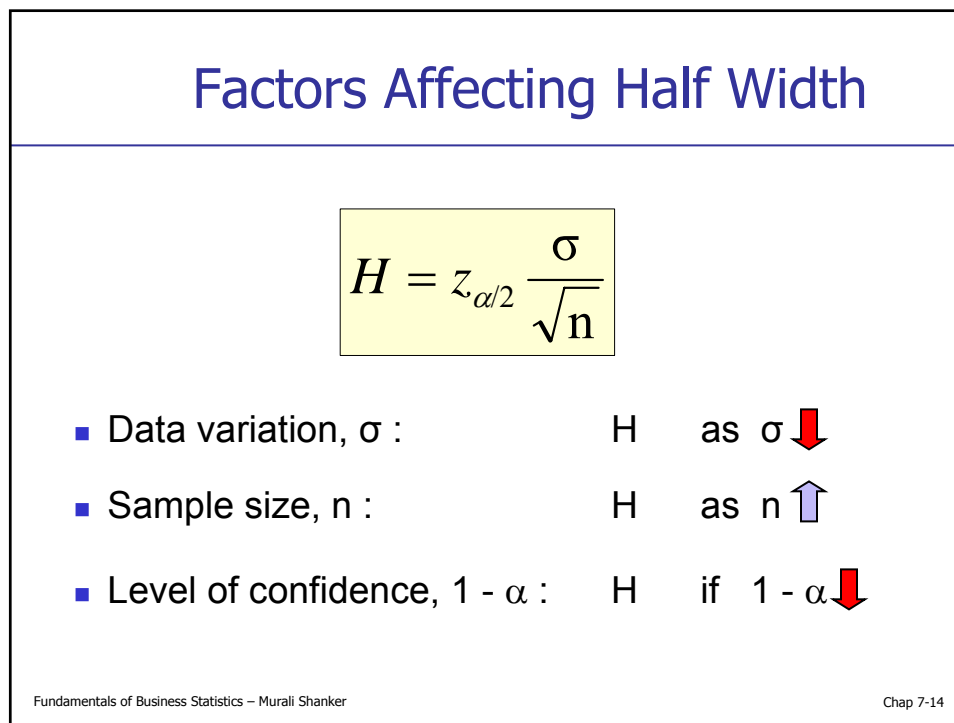 Factors Affecting Half Width
H = z α/2 σ / √n
Data variation, σ : H as σ
Sample size, n : H as n
Level of confidence, 1 - α : H if 1 - α
Fundamentals of Business Statistics – Murali Shanker Chap 7-14